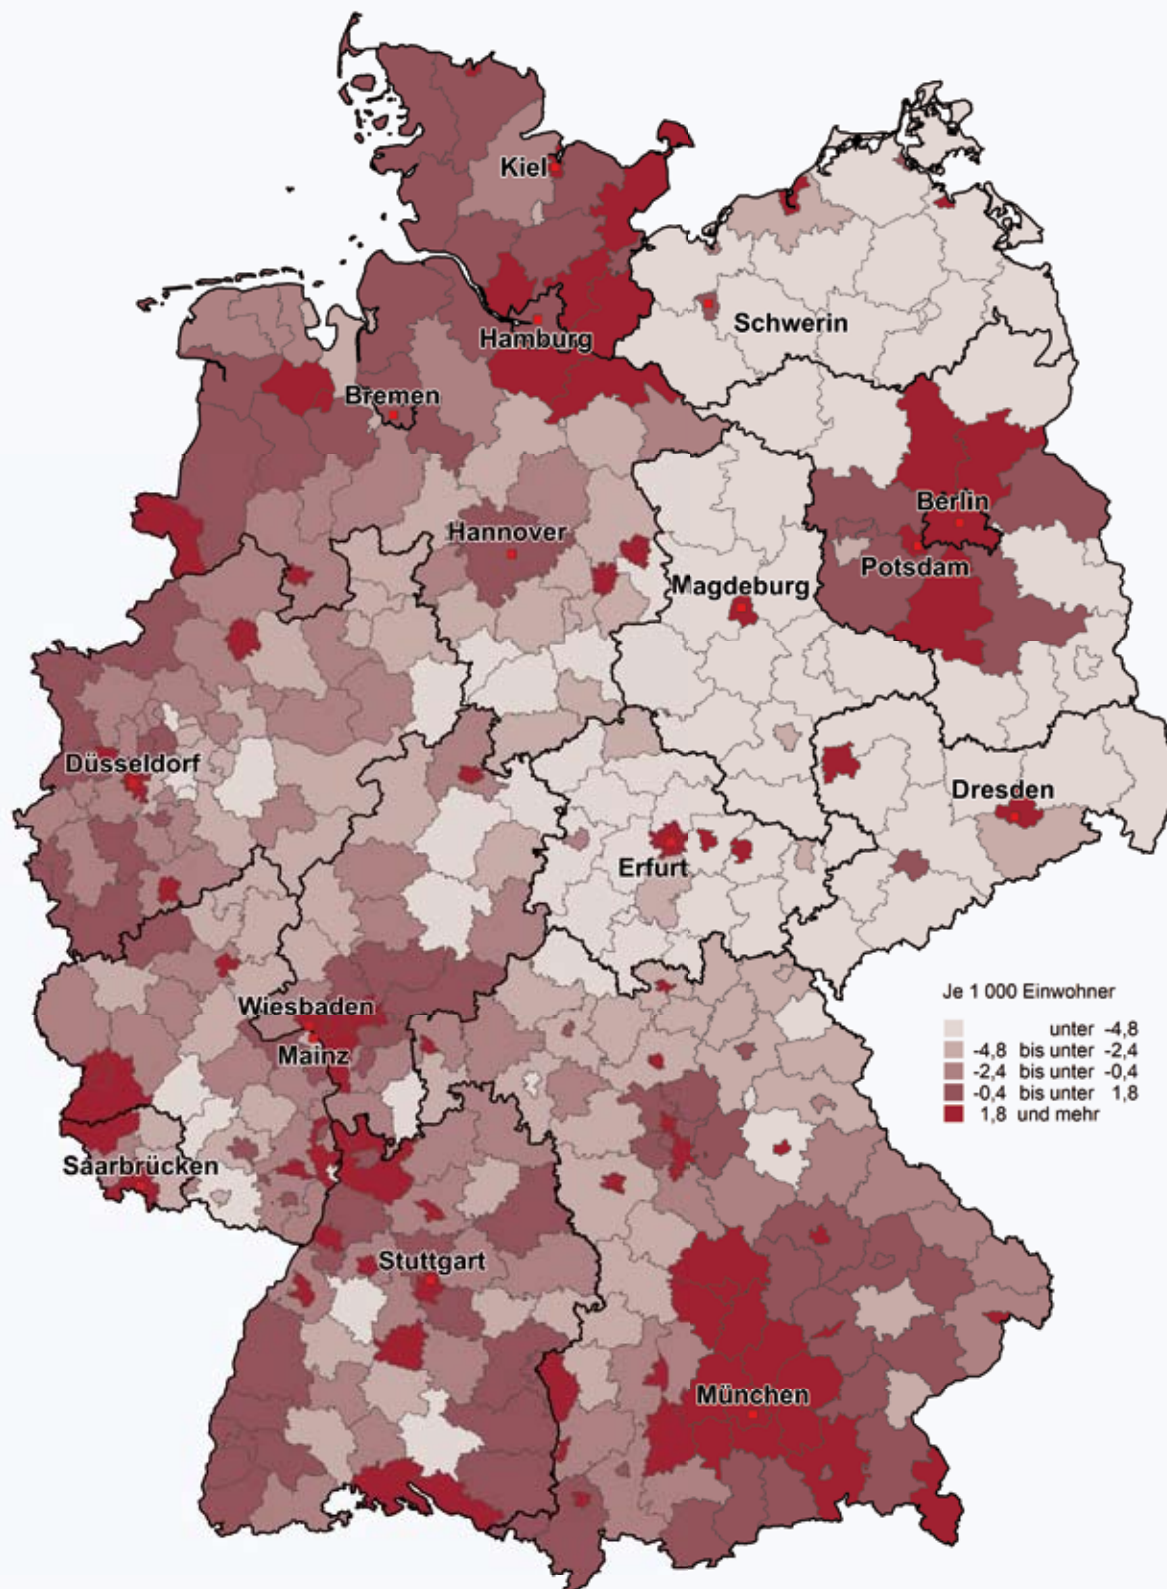 Kiel
Schwerin
Hamburg
Bremen
Berlin
Hannover
Potsdam
Magdeburg
Düsseldorf
Dresden
Erfurt
Wiesbaden
Mainz
Saarbrücken
Stuttgart
München
Je 1 000 Einwohner
unter -4,8
-4,8 bis unter -2,4
-2,4 bis unter -0,4
-0,4 bis unter 1,8
1,8 und mehr